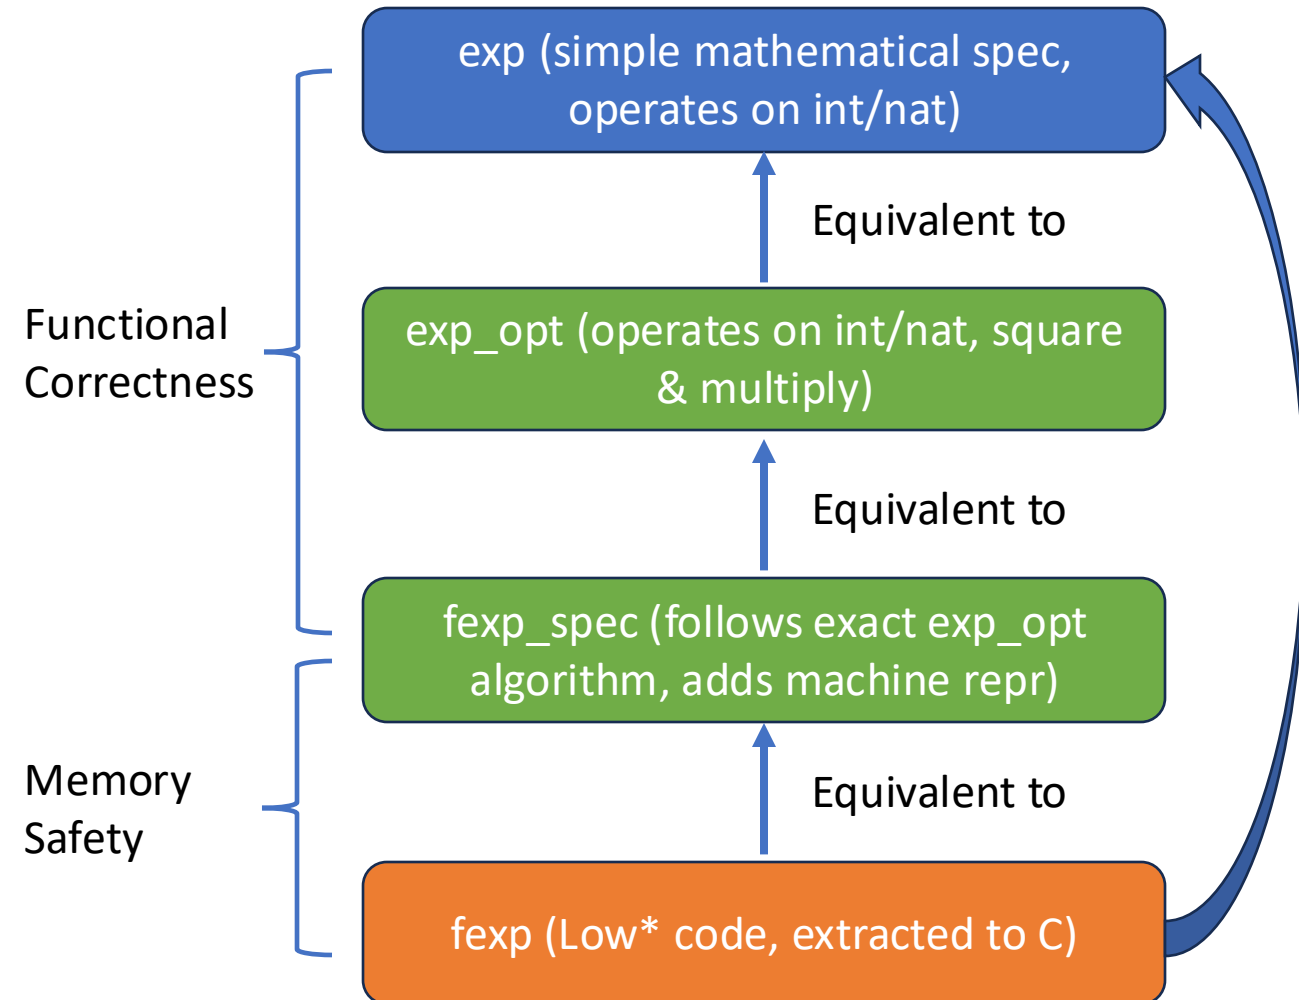 exp (simple mathematical spec,
operates on int/nat)
Equivalent to
Functional
Correctness
exp_opt (operates on int/nat, square
& multiply)
Equivalent to
fexp_spec (follows exact exp_opt
algorithm, adds machine repr)
Memory
Safety
Equivalent to
fexp (Low* code, extracted to C)